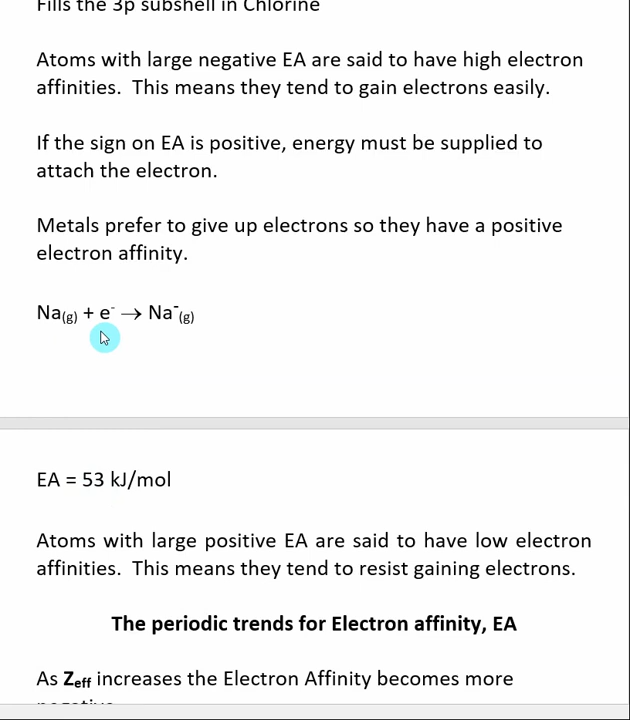 Fills the 3p subshell in Chlorine
Atoms with large negative EA are said to have high electron
affinities. This means they tend to gain electrons easily.
If the sign on EA is positive, energy must be supplied to
attach the electron.
Metals prefer to give up electrons so they have a positive
electron affinity.
Na(g) + e⁻ → Na⁻(g)
EA = 53 kJ/mol
Atoms with large positive EA are said to have low electron
affinities. This means they tend to resist gaining electrons.
The periodic trends for Electron affinity, EA
As Zeff increases the Electron Affinity becomes more